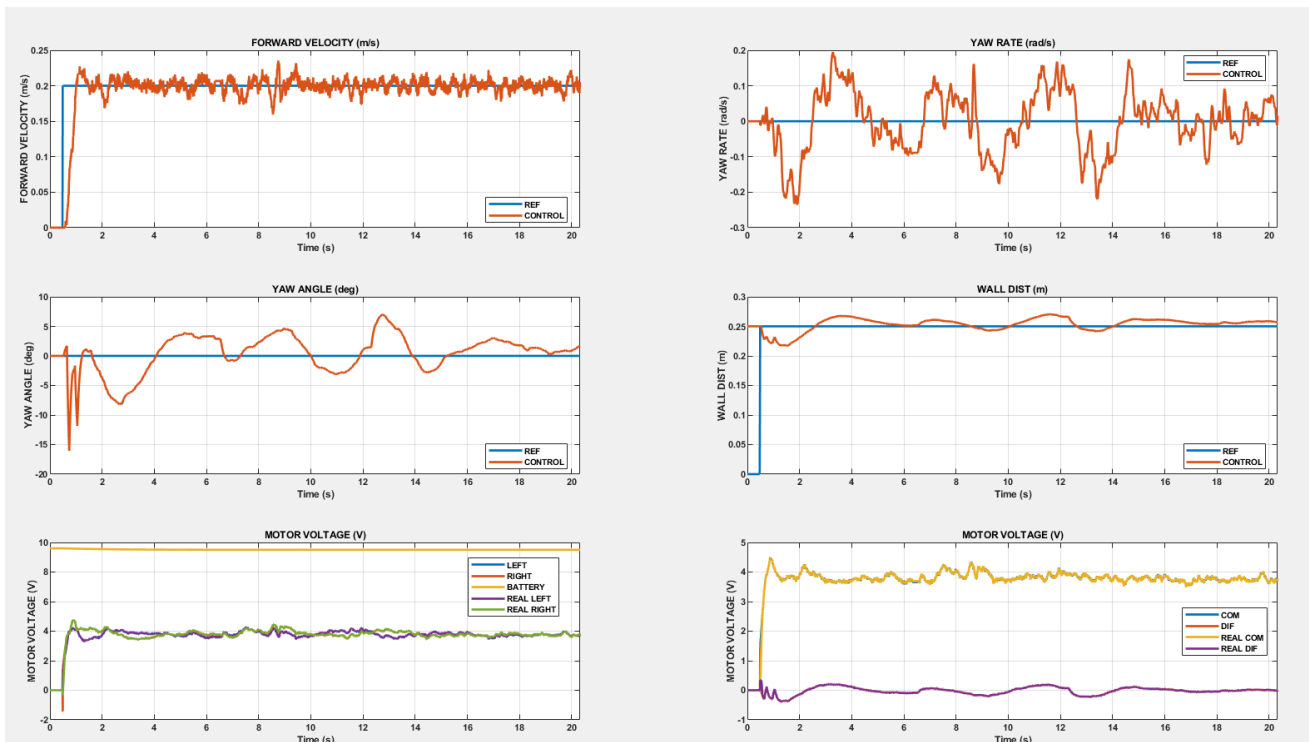 FORWARD VELOCITY (m/s)
FORWARD VELOCITY (m/s)
0.25
0.2
0.15
0.1
0.05
0
REF
CONTROL
0 2 4 6 8 10 12 14 16 18 20
Time (s)
YAW RATE (rad/s)
YAW RATE (rad/s)
0.2
0.1
0
-0.1
-0.2
-0.3
REF
CONTROL
0 2 4 6 8 10 12 14 16 18 20
Time (s)
YAW ANGLE (deg)
YAW ANGLE (deg)
10
5
0
-5
-10
-15
-20
REF
CONTROL
0 2 4 6 8 10 12 14 16 18 20
Time (s)
WALL DIST (m)
WALL DIST (m)
0.3
0.25
0.2
0.15
0.1
0.05
0
REF
CONTROL
0 2 4 6 8 10 12 14 16 18 20
Time (s)
MOTOR VOLTAGE (V)
MOTOR VOLTAGE (V)
10
8
6
4
2
0
-2
LEFT
RIGHT
BATTERY
REAL LEFT
REAL RIGHT
0 2 4 6 8 10 12 14 16 18 20
Time (s)
MOTOR VOLTAGE (V)
MOTOR VOLTAGE (V)
5
4
3
2
1
0
-1
COM
DIF
REAL COM
REAL DIF
0 2 4 6 8 10 12 14 16 18 20
Time (s)